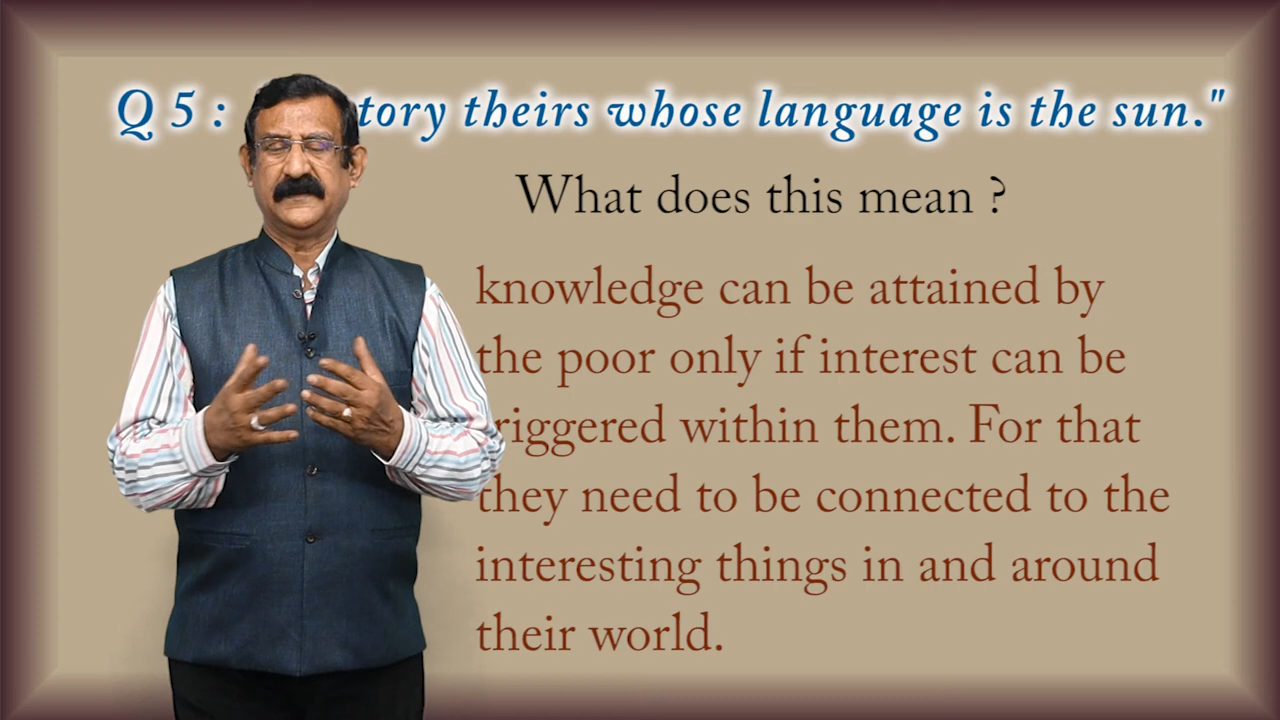 Q 5 : tory theirs whose language is the sun."
What does this mean ?
knowledge can be attained by
the poor only if interest can be
riggered within them. For that
they need to be connected to the
interesting things in and around
their world.